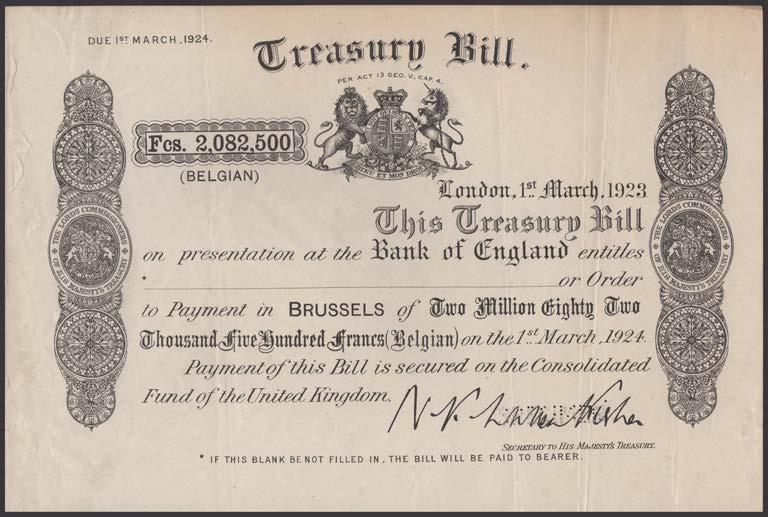 DUE 1ST MARCH, 1924.
Treasury Bill.
PER ACT 13 GEO. V., CAP. 4.
Fcs. 2,082,500
(BELGIAN)
DIEU ET MON DROIT
London, 1st March, 1923
This Treasury Bill
on presentation at the Bank of England entitles
* or Order
to Payment in BRUSSELS of Two Million Eighty Two
Thousand Five Hundred Francs (Belgian) on the 1st March, 1924.
Payment of this Bill is secured on the Consolidated
Fund of the United Kingdom.
SECRETARY TO HIS MAJESTY'S TREASURY.
* IF THIS BLANK BE NOT FILLED IN, THE BILL WILL BE PAID TO BEARER.
THE LORDS COMMISSIONERS OF HIS MAJESTY'S TREASURY
THE LORDS COMMISSIONERS OF HIS MAJESTY'S TREASURY